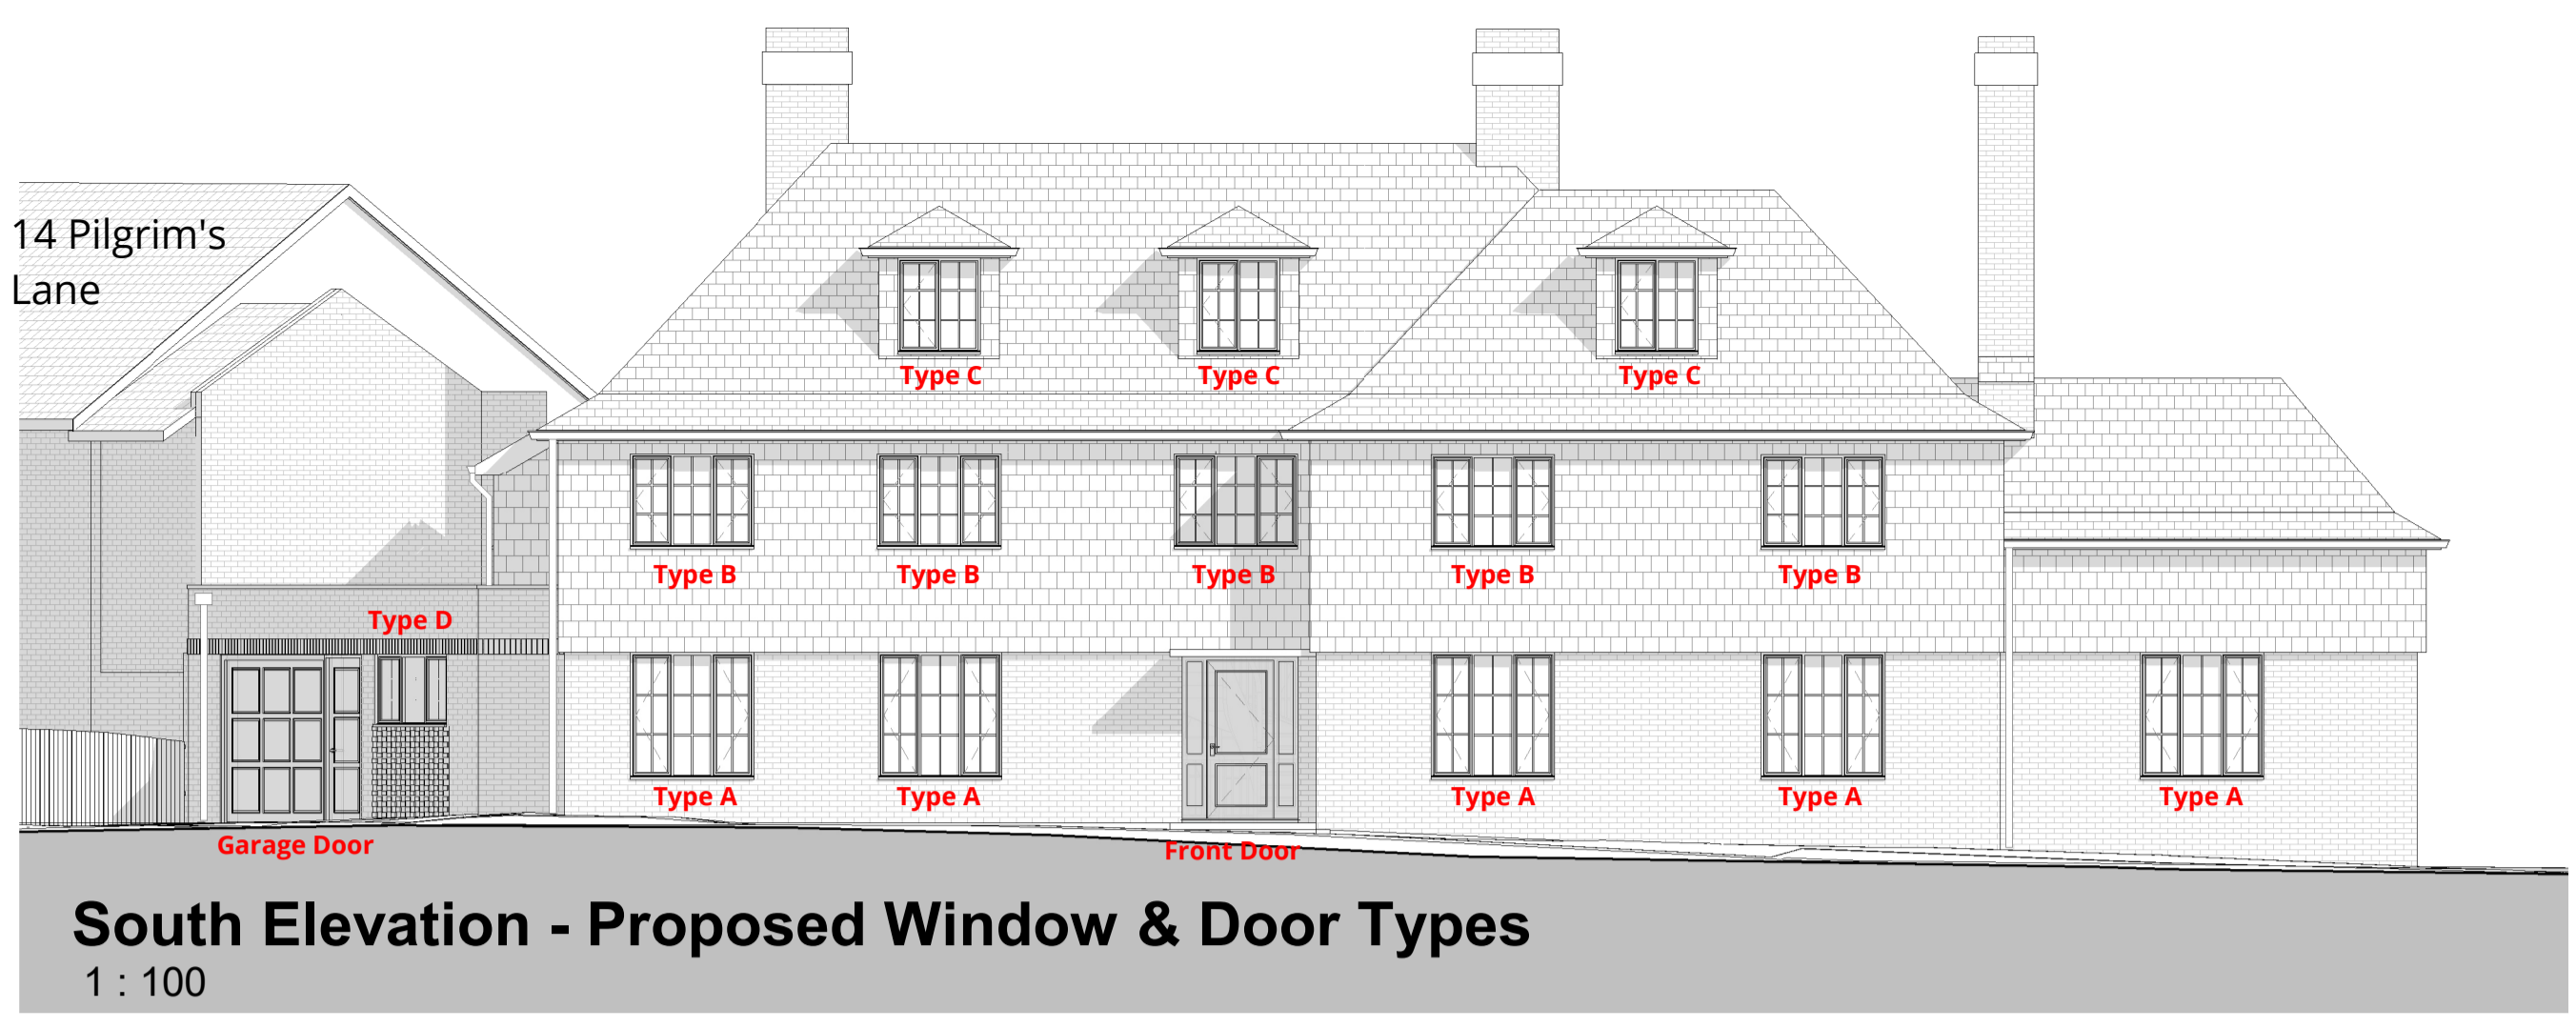 14 Pilgrim's
Lane
Type C Type C Type C
Type B Type B Type B Type B Type B
Type D
Type A Type A Type A Type A Type A
Garage Door
Front Door
South Elevation - Proposed Window & Door Types
1 : 100